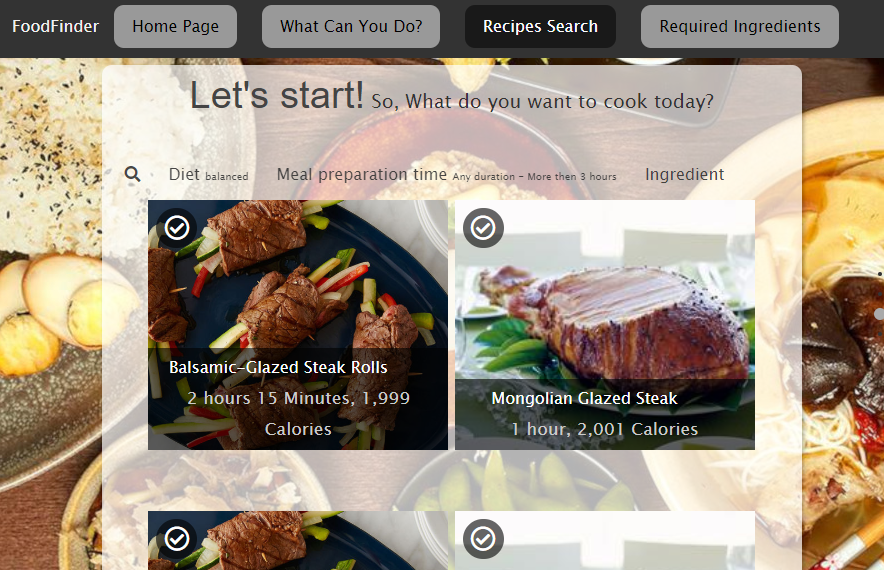 FoodFinder Home Page What Can You Do? Recipes Search Required Ingredients
Let's start! So, What do you want to cook today?
Diet balanced Meal preparation time Any duration - More then 3 hours Ingredient
Balsamic-Glazed Steak Rolls
2 hours 15 Minutes, 1,999
Calories
Mongolian Glazed Steak
1 hour, 2,001 Calories